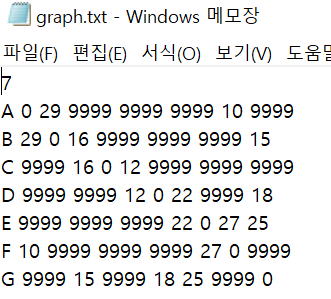 graph.txt - Windows 메모장
파일(F) 편집(E) 서식(O) 보기(V) 도움말
7
A 0 29 9999 9999 9999 10 9999
B 29 0 16 9999 9999 9999 15
C 9999 16 0 12 9999 9999 9999
D 9999 9999 12 0 22 9999 18
E 9999 9999 9999 22 0 27 25
F 10 9999 9999 9999 27 0 9999
G 9999 15 9999 18 25 9999 0